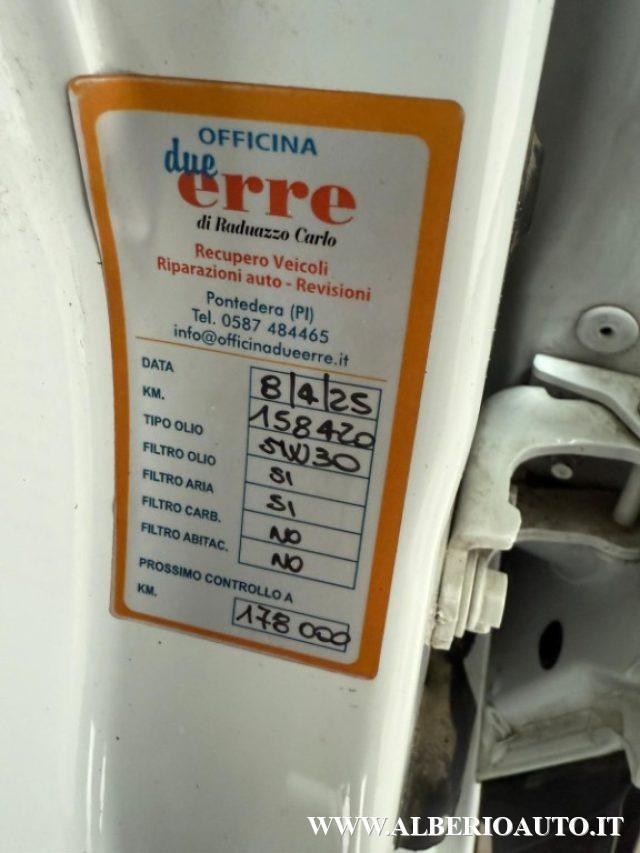 OFFICINA
due
erre
di Raduazzo Carlo
Recupero Veicoli
Riparazioni auto - Revisioni
Pontedera (PI)
Tel. 0587 484465
info@officinadueerre.it
DATA 8/4/25
KM. 158420
TIPO OLIO 5W30
FILTRO OLIO SI
FILTRO ARIA SI
FILTRO CARB. NO
FILTRO ABITAC. NO
PROSSIMO CONTROLLO A
KM. 178000
WWW.ALBERIOAUTO.IT